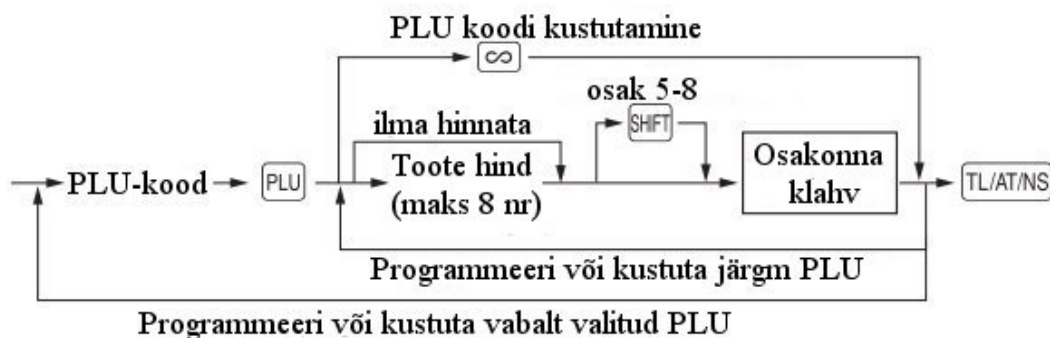 PLU koodi kustutamine
∞
osak 5-8
SHIFT
ilma hinnata
PLU-kood
PLU
Toote hind
(maks 8 nr)
Osakonna
klahv
TL/AT/NS
Programmeeri või kustuta järgm PLU
Programmeeri või kustuta vabalt valitud PLU